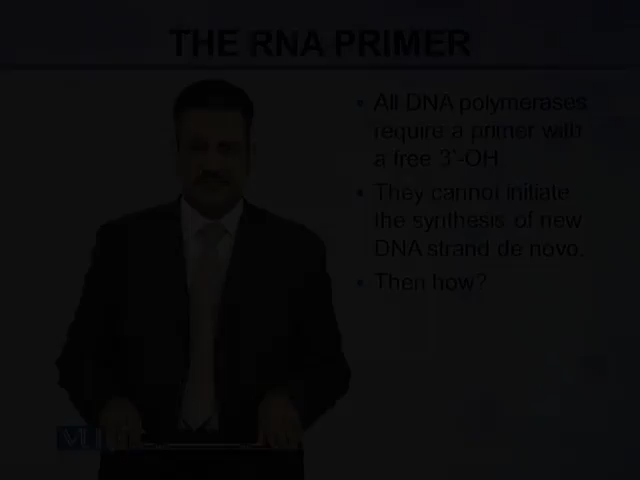 THE RNA PRIMER
• All DNA polymerases
require a primer with
a free 3'-OH
• They cannot initiate
the synthesis of new
DNA strand de novo.
• Then how?